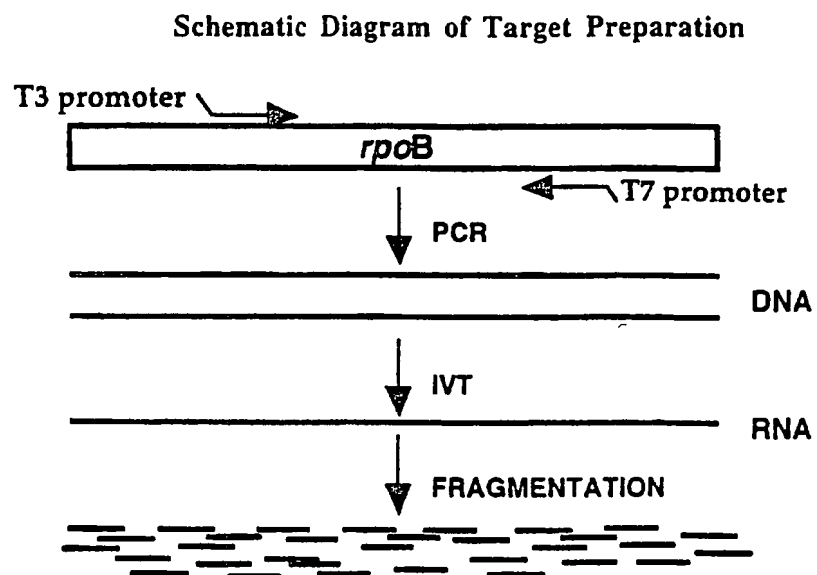 Schematic Diagram of Target Preparation
T3 promoter
rpoB
T7 promoter
PCR
DNA
IVT
RNA
FRAGMENTATION